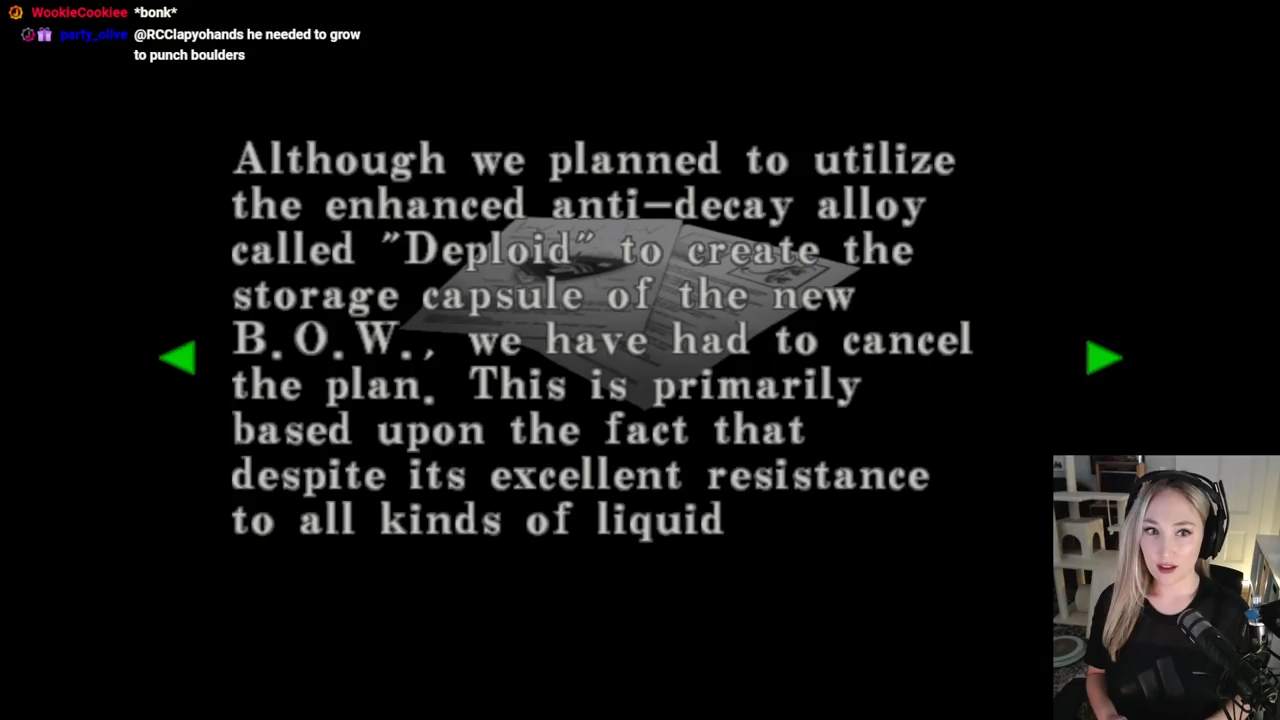 WookieCookiee *bonk*
party_olive @RCClapyohands he needed to grow
to punch boulders
Although we planned to utilize
the enhanced anti-decay alloy
called "Deploid" to create the
storage capsule of the new
B.O.W., we have had to cancel
the plan. This is primarily
based upon the fact that
despite its excellent resistance
to all kinds of liquid